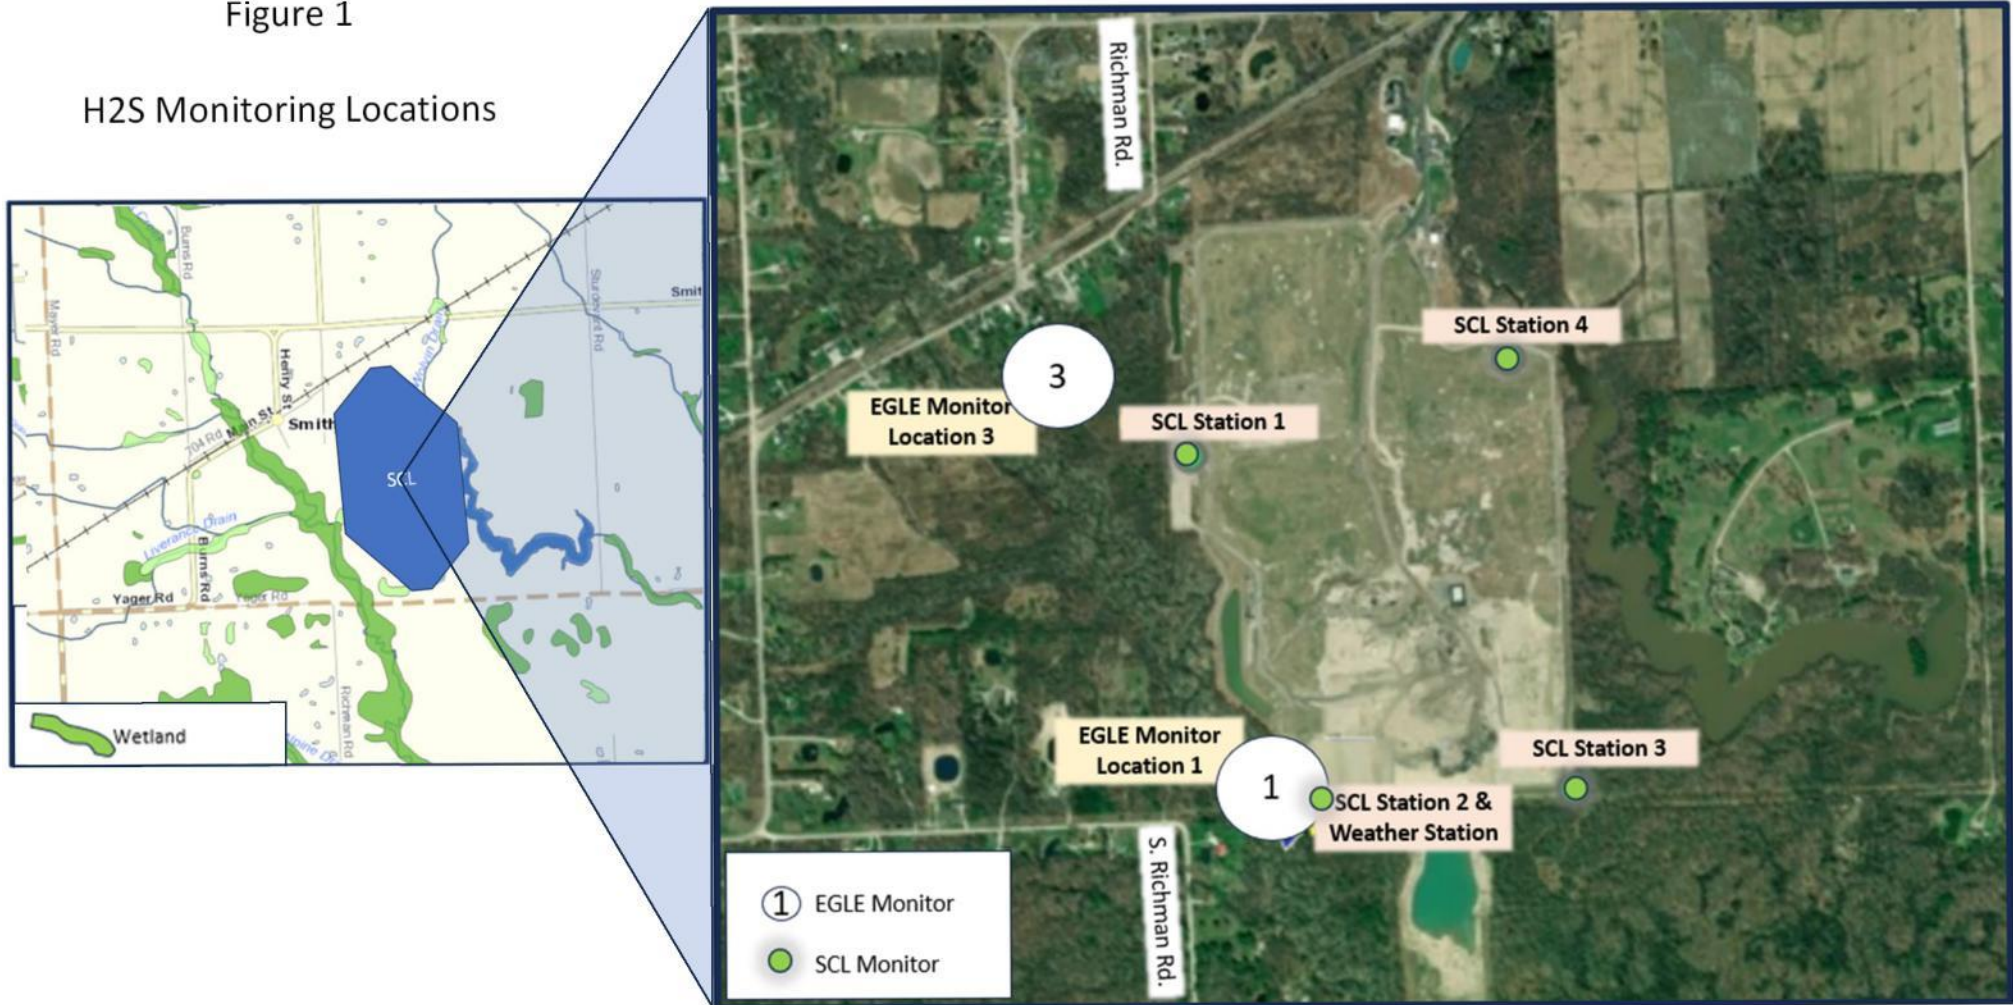 Figure 1
H2S Monitoring Locations
Burns Rd
Mayer Rd
Henry St
Sturdevant Rd
Smit
704 Rd
Main St
Smith
SCL
Liverance Drain
Burns Rd
Yager Rd
Yager Rd
Richman Rd
Wetland
Richman Rd.
3
EGLE Monitor
Location 3
SCL Station 1
SCL Station 4
EGLE Monitor
Location 1
1
SCL Station 2 &
Weather Station
SCL Station 3
S. Richman Rd.
1
EGLE Monitor
SCL Monitor